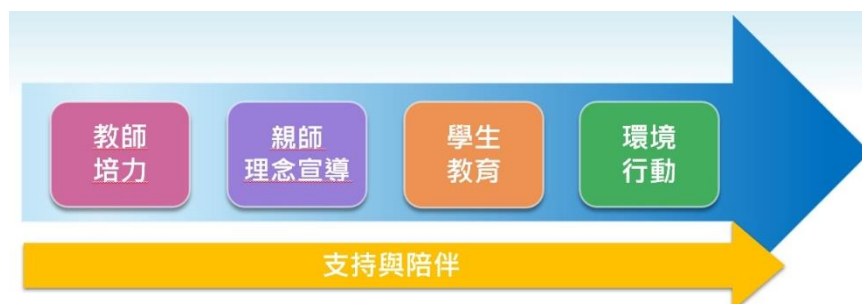 教師
培力
親師
理念宣導
學生
教育
環境
行動
支持與陪伴